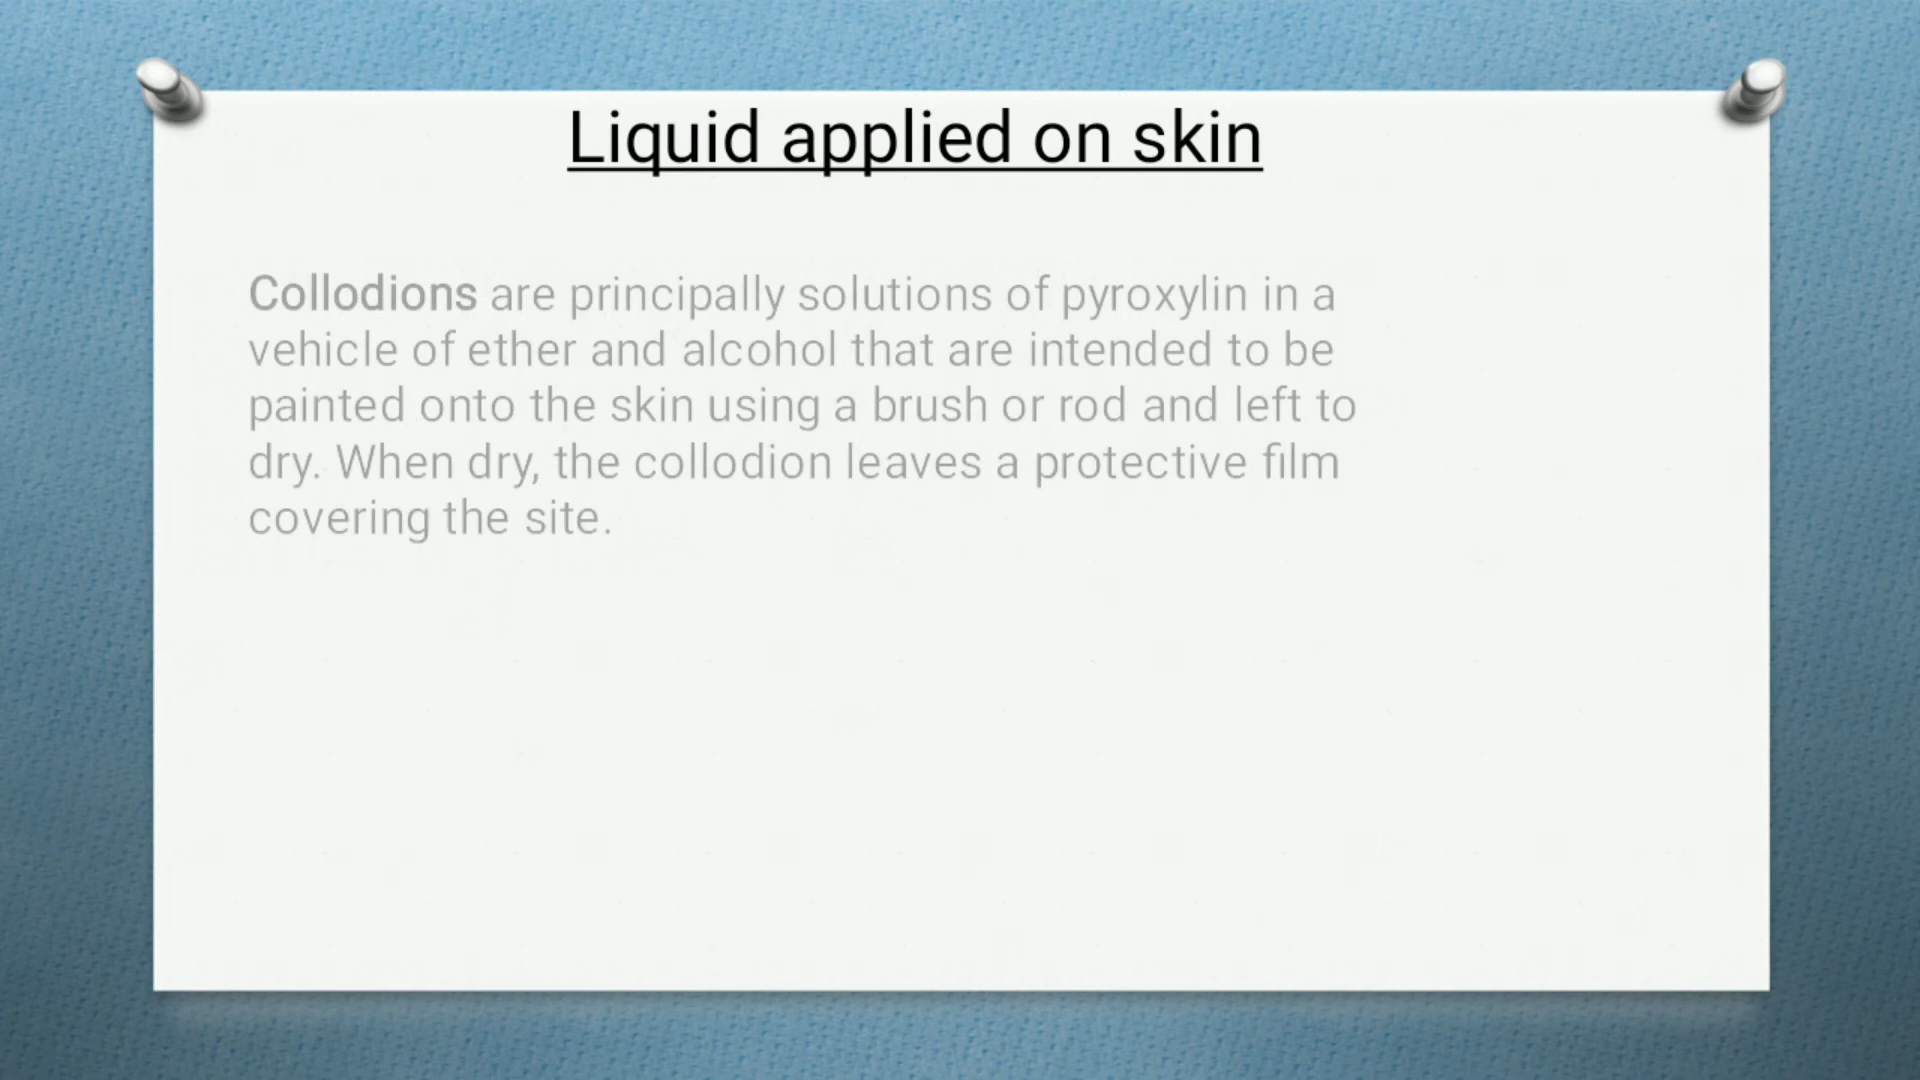 Liquid applied on skin
Collodions are principally solutions of pyroxylin in a
vehicle of ether and alcohol that are intended to be
painted onto the skin using a brush or rod and left to
dry. When dry, the collodion leaves a protective film
covering the site.